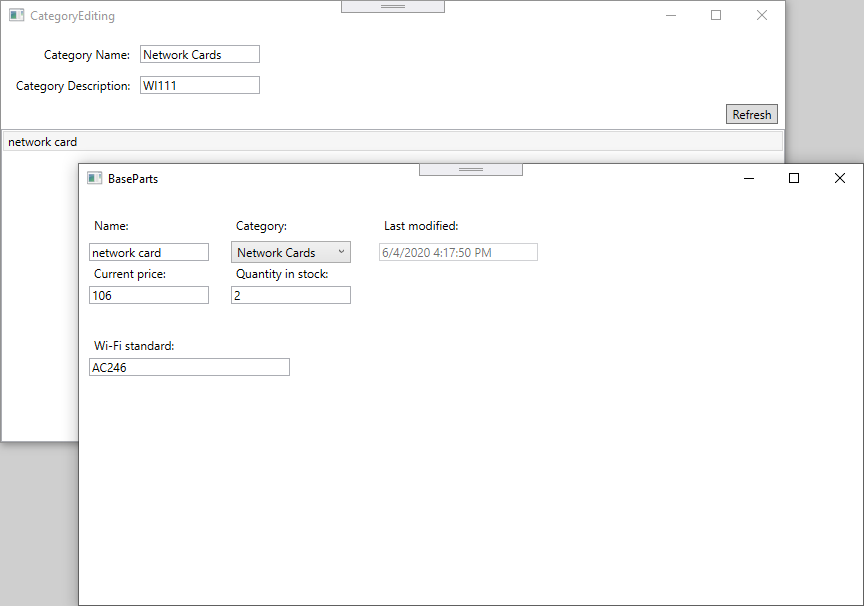 CategoryEditing
Category Name: Network Cards
Category Description: WI111
Refresh
network card
BaseParts
Name: Category: Last modified:
network card Network Cards 6/4/2020 4:17:50 PM
Current price: Quantity in stock:
106 2
Wi-Fi standard:
AC246